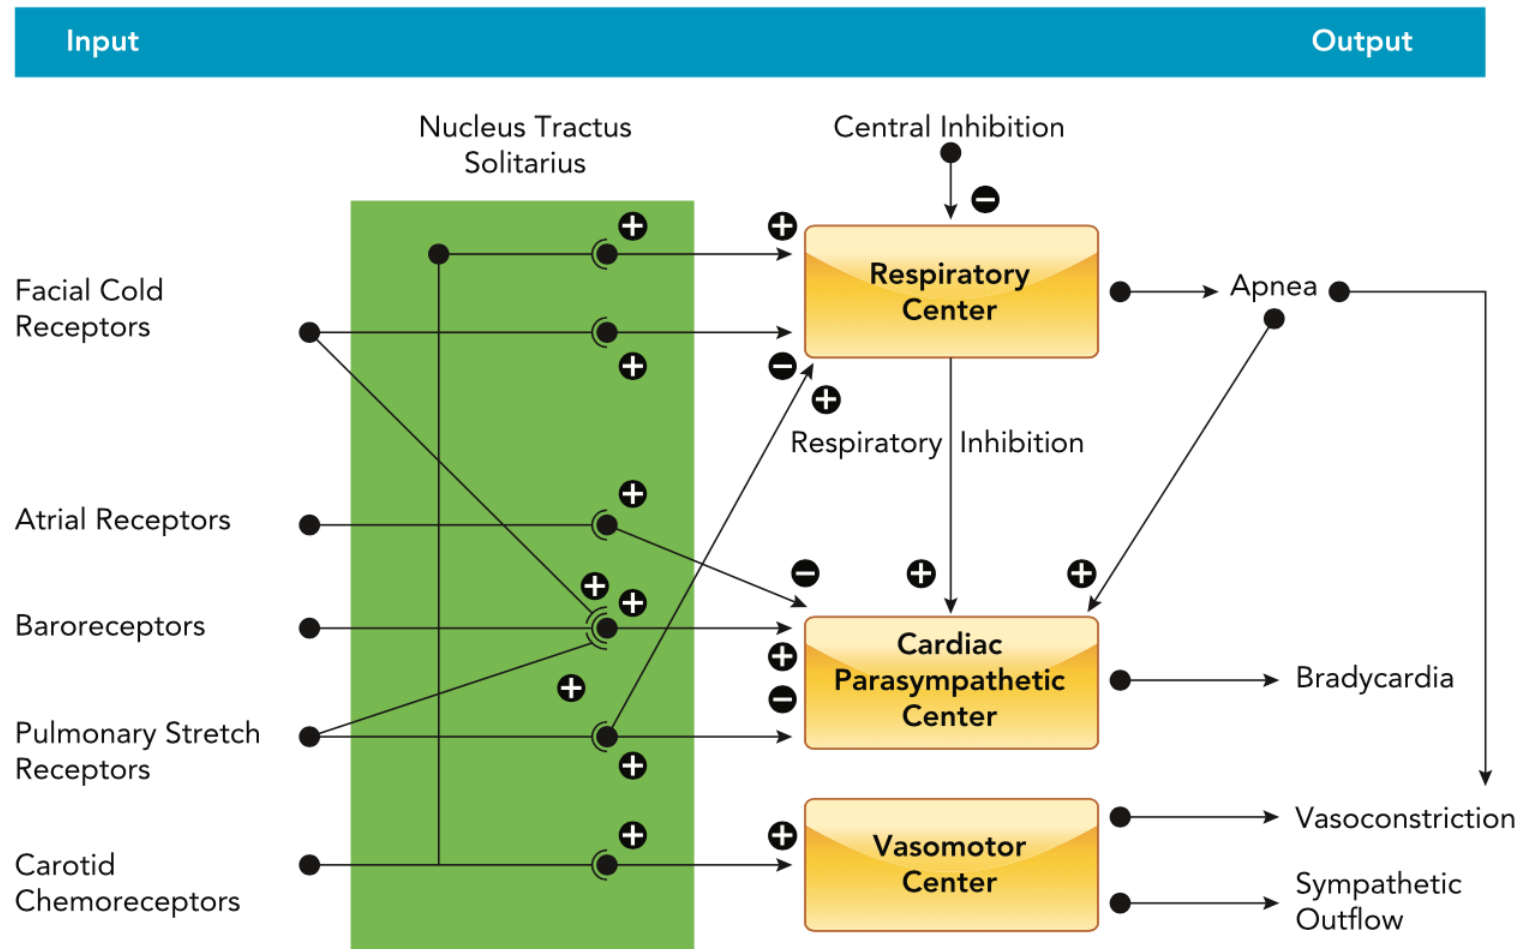 Input
Output
Nucleus Tractus
Solitarius
Central Inhibition
Facial Cold
Receptors
Respiratory
Center
Apnea
Respiratory Inhibition
Atrial Receptors
Baroreceptors
Cardiac
Parasympathetic
Center
Bradycardia
Pulmonary Stretch
Receptors
Vasomotor
Center
Vasoconstriction
Carotid
Chemoreceptors
Sympathetic
Outflow